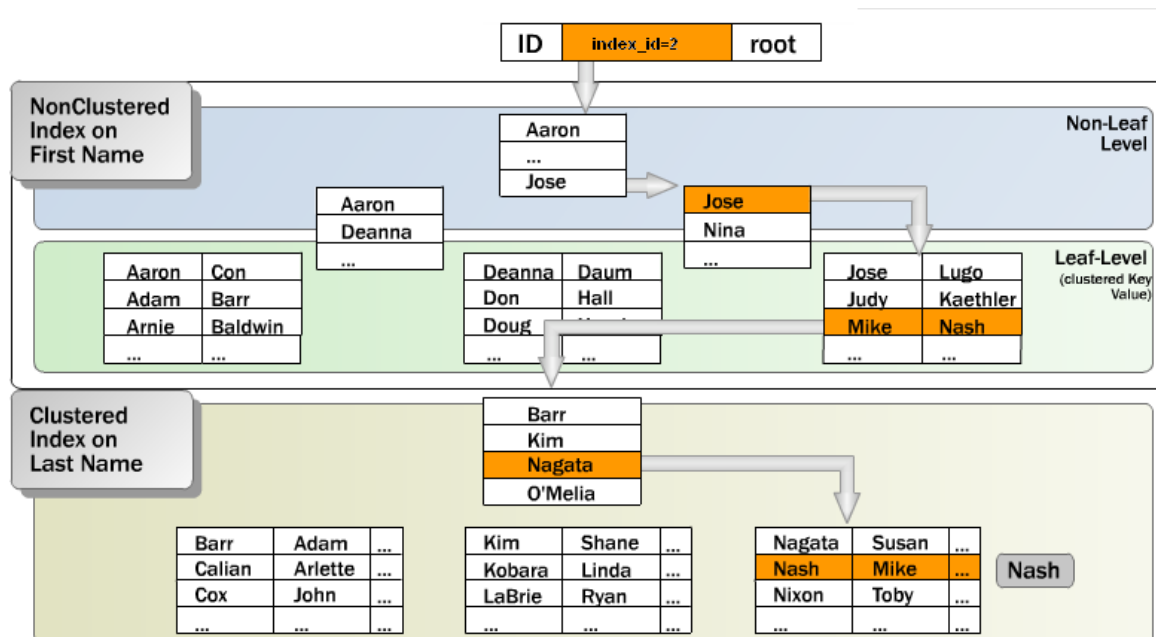 ID index_id=2 root
NonClustered
Index on
First Name
Non-Leaf
Level
Aaron
...
Jose
Aaron
Deanna
...
Jose
Nina
...
Leaf-Level
(clustered Key
Value)
Aaron Con
Adam Barr
Arnie Baldwin
... ...
Deanna Daum
Don Hall
Doug
... ...
Jose Lugo
Judy Kaethler
Mike Nash
... ...
Clustered
Index on
Last Name
Barr
Kim
Nagata
O'Melia
Barr Adam ...
Calian Arlette ...
Cox John ...
... ... ...
Kim Shane ...
Kobara Linda ...
LaBrie Ryan ...
... ... ...
Nagata Susan ...
Nash Mike ...
Nixon Toby ...
... ... ...
Nash